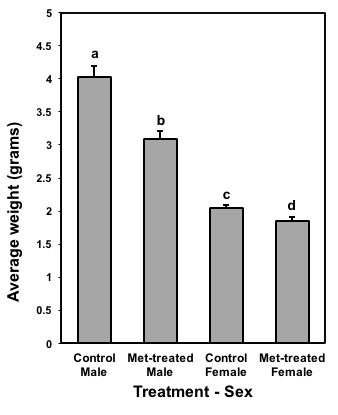 5
4.5
4
3.5
3
2.5
2
1.5
1
0.5
0
Average weight (grams)
a
b
c
d
Control
Male
Met-treated
Male
Control
Female
Met-treated
Female
Treatment - Sex